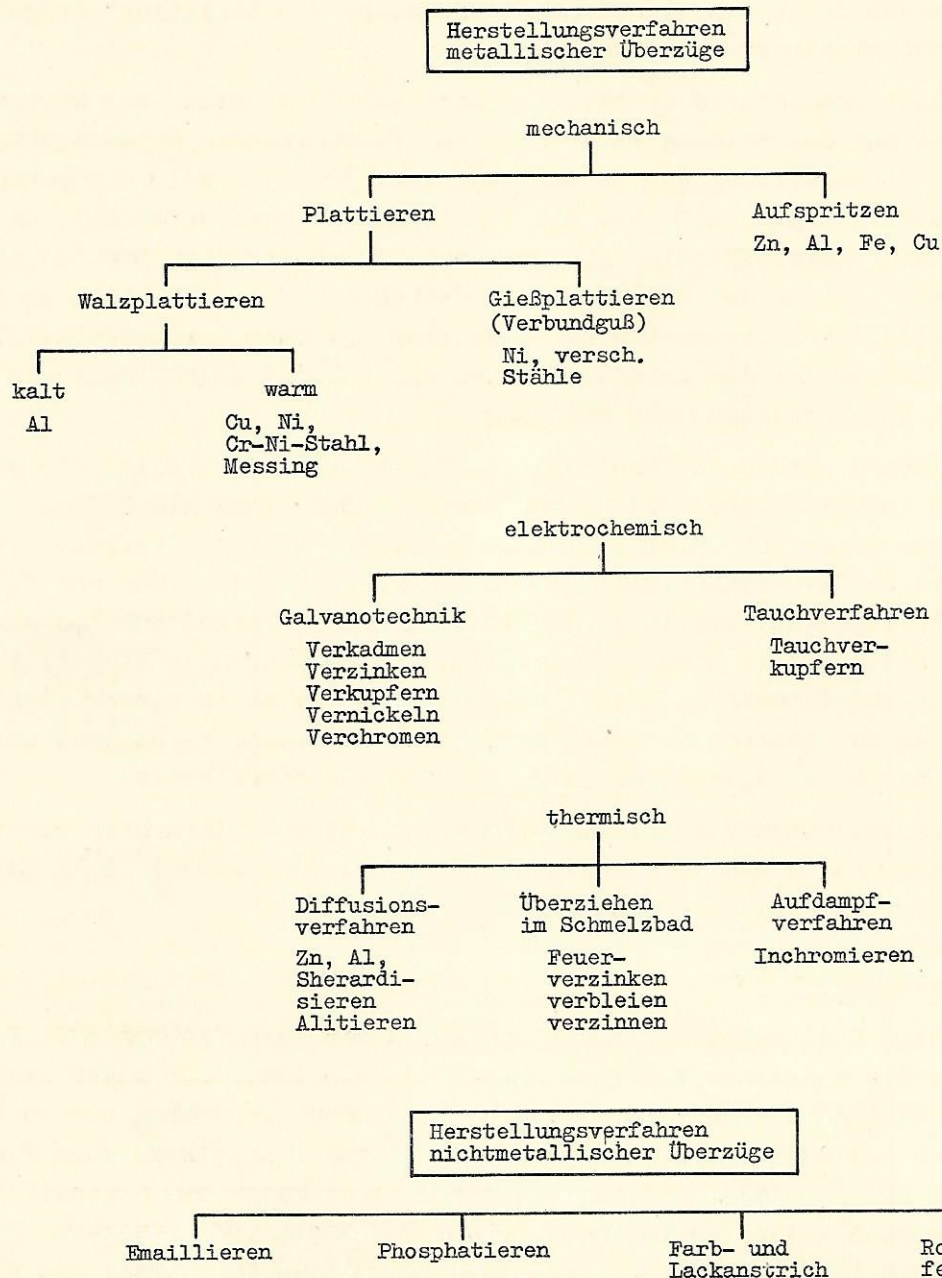 Herstellungsverfahren
metallischer Überzüge
mechanisch
Plattieren
Aufspritzen
Zn, Al, Fe, Cu
Walzplattieren
Gießplattieren
(Verbundguß)
Ni, versch.
Stähle
kalt
Al
warm
Cu, Ni,
Cr-Ni-Stahl,
Messing
elektrochemisch
Galvanotechnik
Verkadmen
Verzinken
Verkupfern
Vernickeln
Verchromen
Tauchverfahren
Tauchver-
kupfern
thermisch
Diffusions-
verfahren
Zn, Al,
Sherardi-
sieren
Alitieren
Überziehen
im Schmelzbad
Feuer-
verzinken
verbleien
verzinnen
Aufdampf-
verfahren
Inchromieren
Herstellungsverfahren
nichtmetallischer Überzüge
Emaillieren
Phosphatieren
Farb- und
Lackanstrich